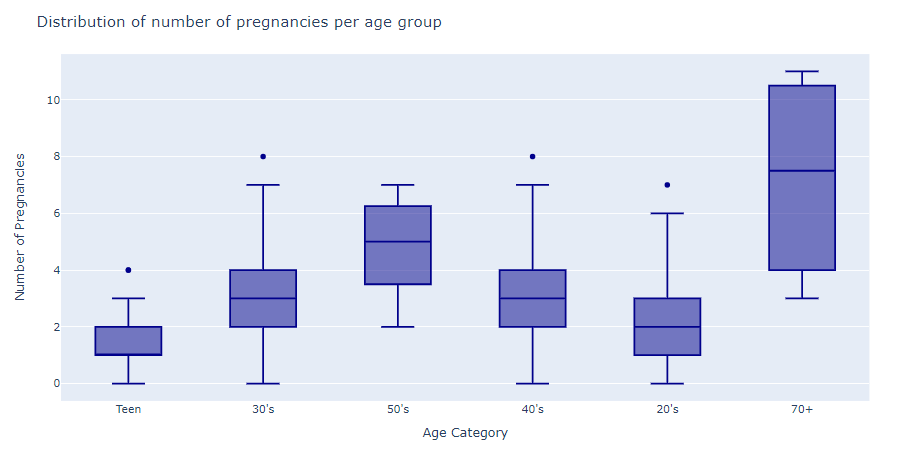 Distribution of number of pregnancies per age group
Number of Pregnancles
10
8
6
4
2
0
Teen 30's 50's 40's 20's 70+
Age Category